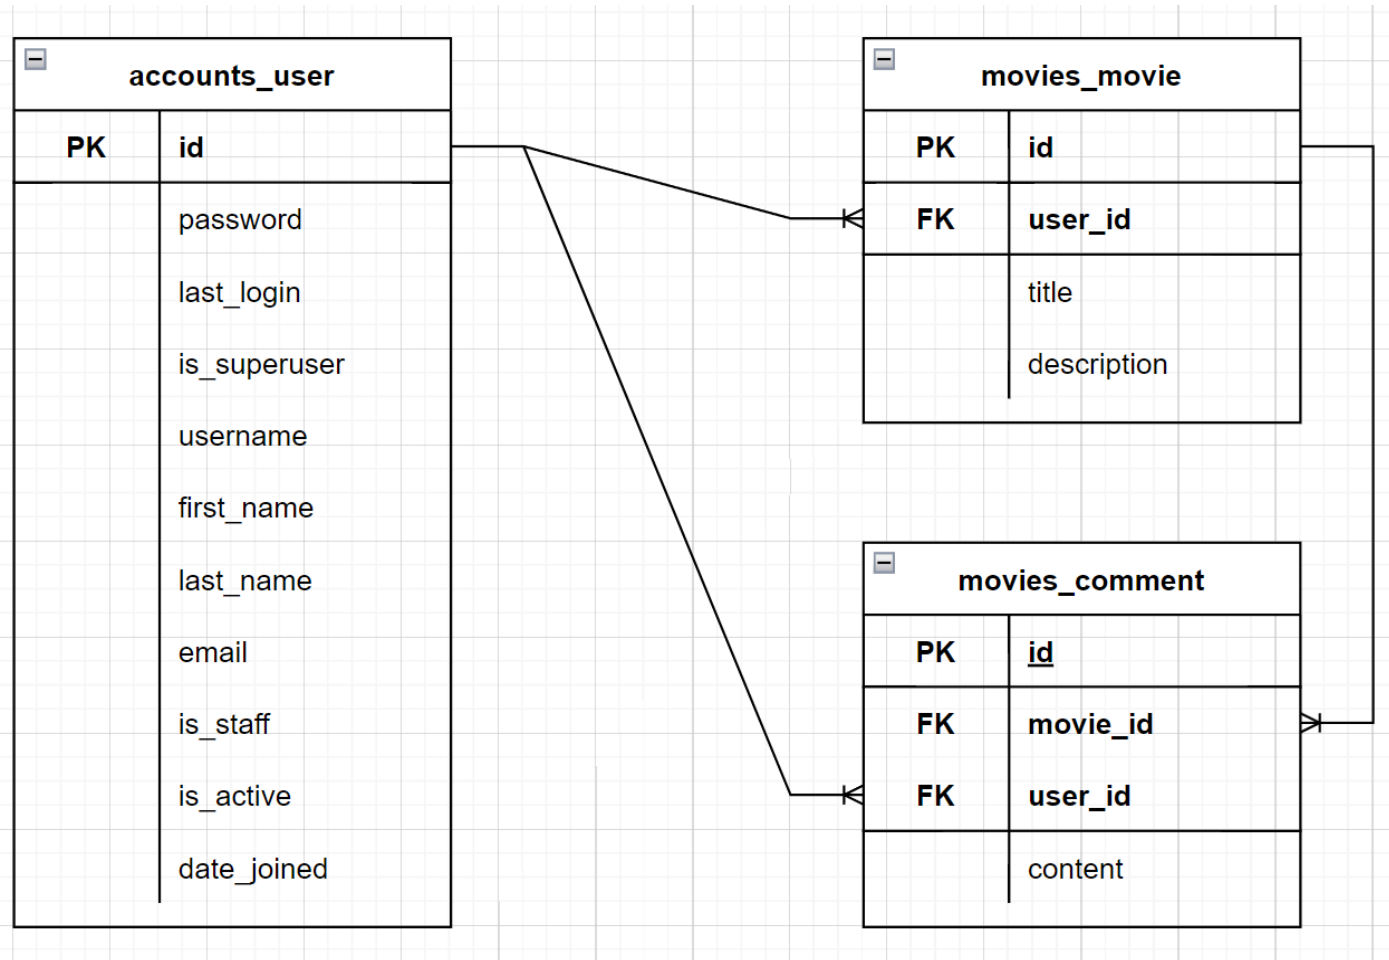 accounts_user
PK id
password
last_login
is_superuser
username
first_name
last_name
email
is_staff
is_active
date_joined
movies_movie
PK id
FK user_id
title
description
movies_comment
PK id
FK movie_id
FK user_id
content